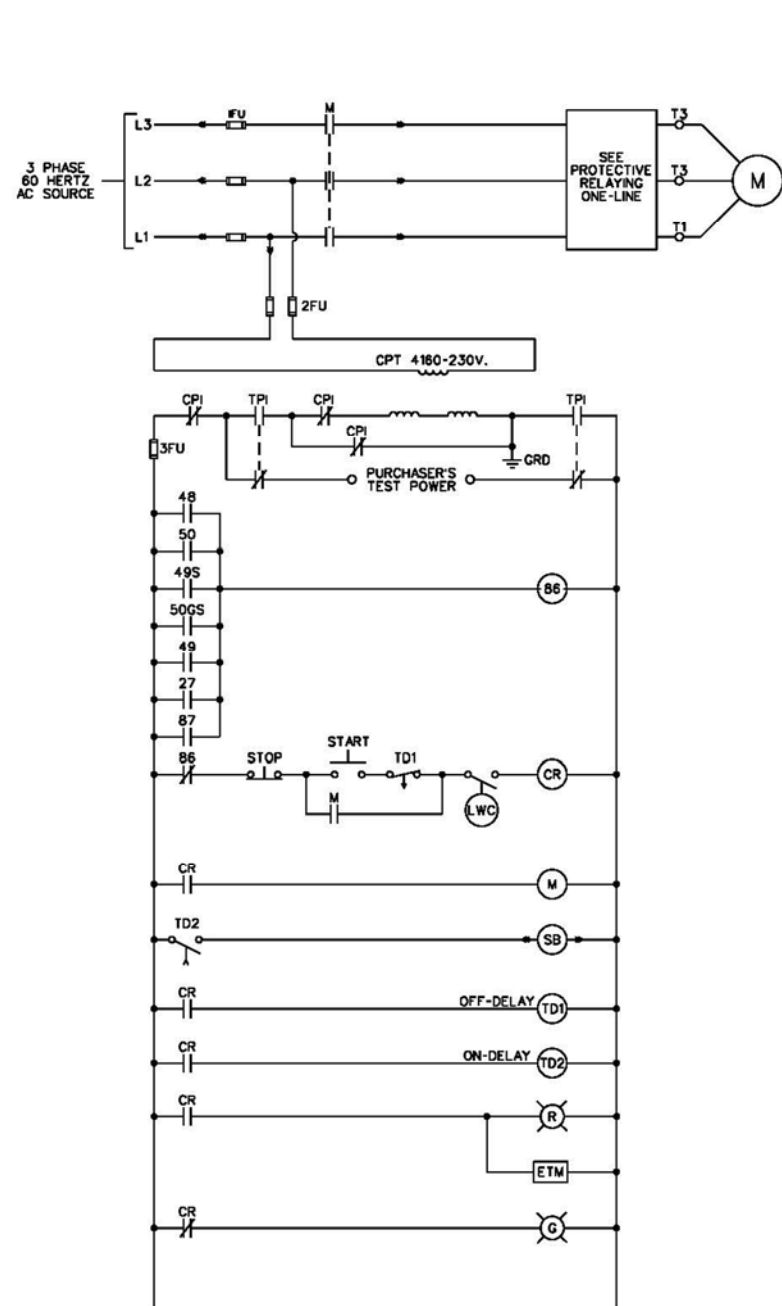 1FU
M
L3
T3
3 PHASE
60 HERTZ
AC SOURCE
L2
SEE
PROTECTIVE
RELAYING
ONE-LINE
T3
M
L1
T1
2FU
CPT 4160-230V.
CPI
TPI
CPI
TPI
CPI
3FU
GRD
PURCHASER'S
TEST POWER
48
50
49S
86
50GS
49
27
87
86
STOP
START
TD1
CR
M
LWC
CR
M
TD2
SB
CR
OFF-DELAY
TD1
CR
ON-DELAY
TD2
CR
R
ETM
CR
G